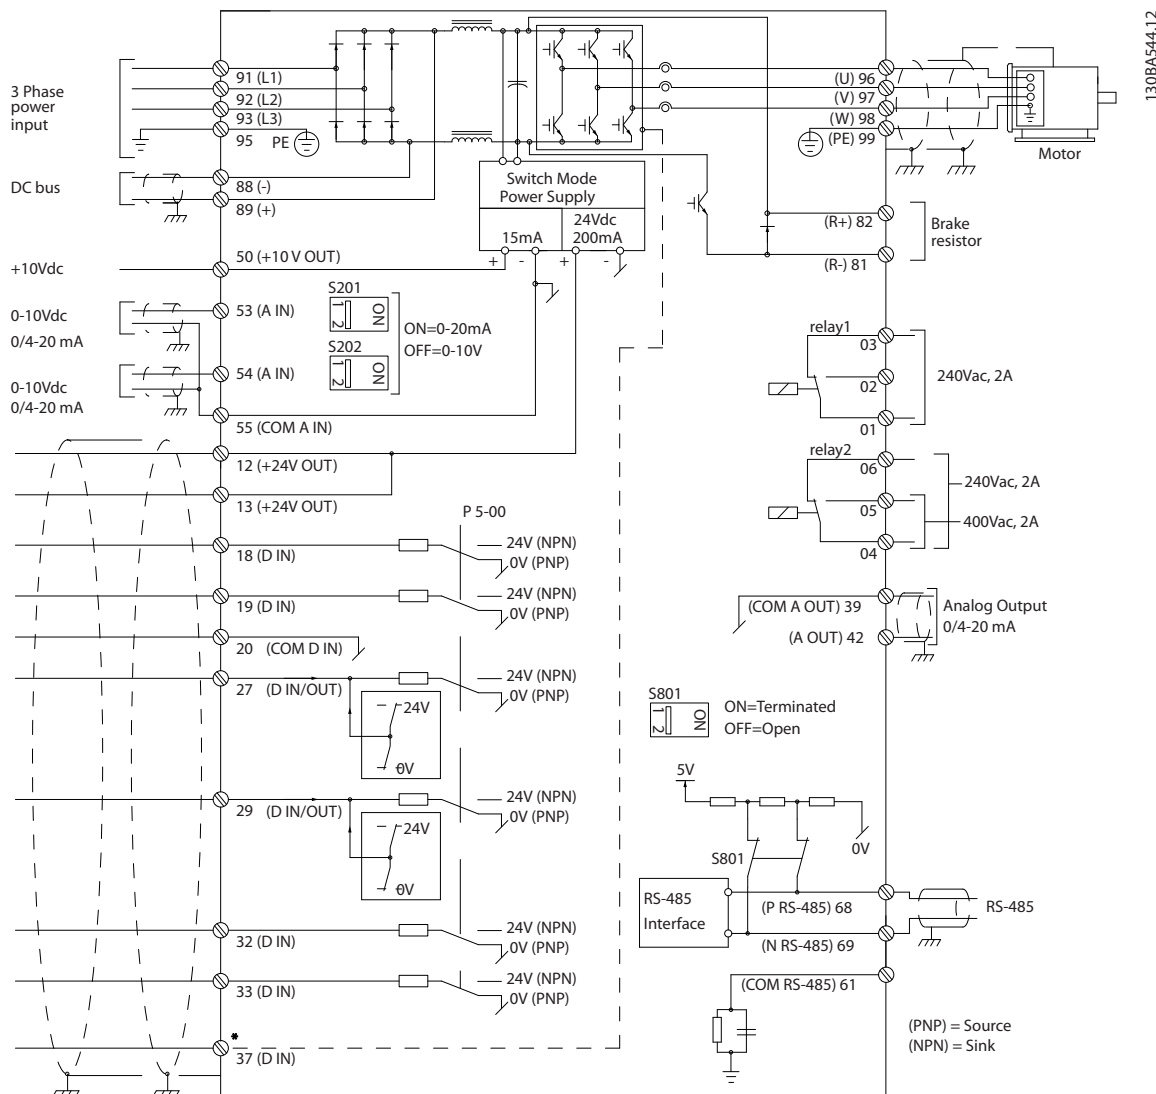 130BA544.12
3 Phase
power
input
91 (L1)
92 (L2)
93 (L3)
95
PE
DC bus
88 (-)
89 (+)
+10Vdc
50 (+10 V OUT)
0-10Vdc
0/4-20 mA
53 (A IN)
0-10Vdc
0/4-20 mA
54 (A IN)
55 (COM A IN)
12 (+24V OUT)
13 (+24V OUT)
18 (D IN)
19 (D IN)
20 (COM D IN)
27 (D IN/OUT)
24V
0V
29 (D IN/OUT)
24V
0V
32 (D IN)
33 (D IN)
*
37 (D IN)
Switch Mode
Power Supply
15mA
24Vdc
200mA
+ - + -
S201
1 2
ON
S202
1 2
ON
ON=0-20mA
OFF=0-10V
P 5-00
24V (NPN)
0V (PNP)
24V (NPN)
0V (PNP)
24V (NPN)
0V (PNP)
24V (NPN)
0V (PNP)
24V (NPN)
0V (PNP)
24V (NPN)
0V (PNP)
(U) 96
(V) 97
(W) 98
(PE) 99
Motor
(R+) 82
(R-) 81
Brake
resistor
relay1
03
02
01
240Vac, 2A
relay2
06
05
04
240Vac, 2A
400Vac, 2A
(COM A OUT) 39
(A OUT) 42
Analog Output
0/4-20 mA
S801
1 2
ON
ON=Terminated
OFF=Open
5V
0V
S801
RS-485
Interface
(P RS-485) 68
(N RS-485) 69
RS-485
(COM RS-485) 61
(PNP) = Source
(NPN) = Sink